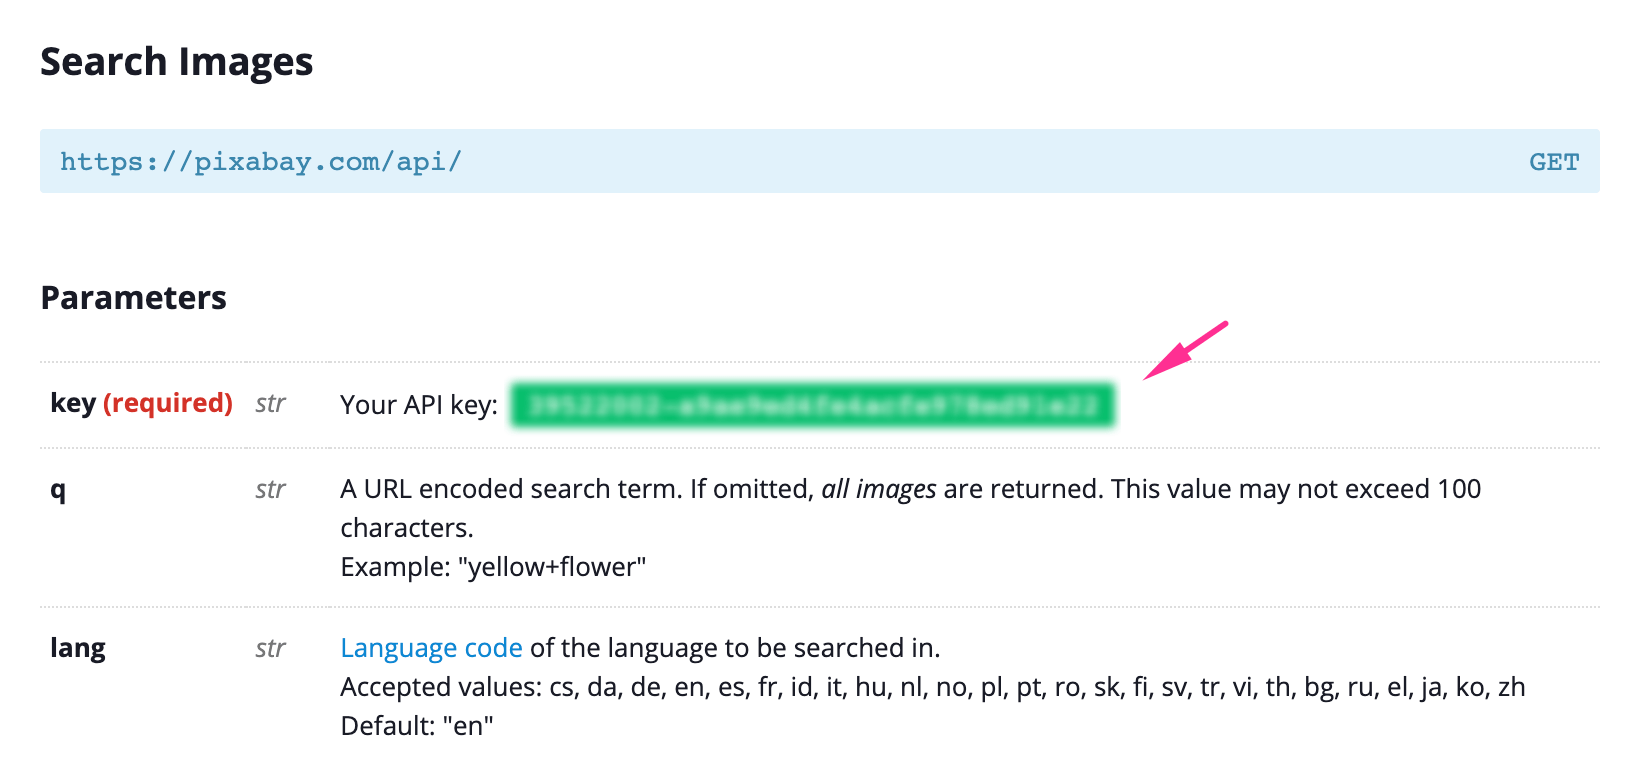 Search Images
https://pixabay.com/api/ GET
Parameters
key (required) str Your API key:
q str A URL encoded search term. If omitted, all images are returned. This value may not exceed 100
characters.
Example: "yellow+flower"
lang str Language code of the language to be searched in.
Accepted values: cs, da, de, en, es, fr, id, it, hu, nl, no, pl, pt, ro, sk, fi, sv, tr, vi, th, bg, ru, el, ja, ko, zh
Default: "en"